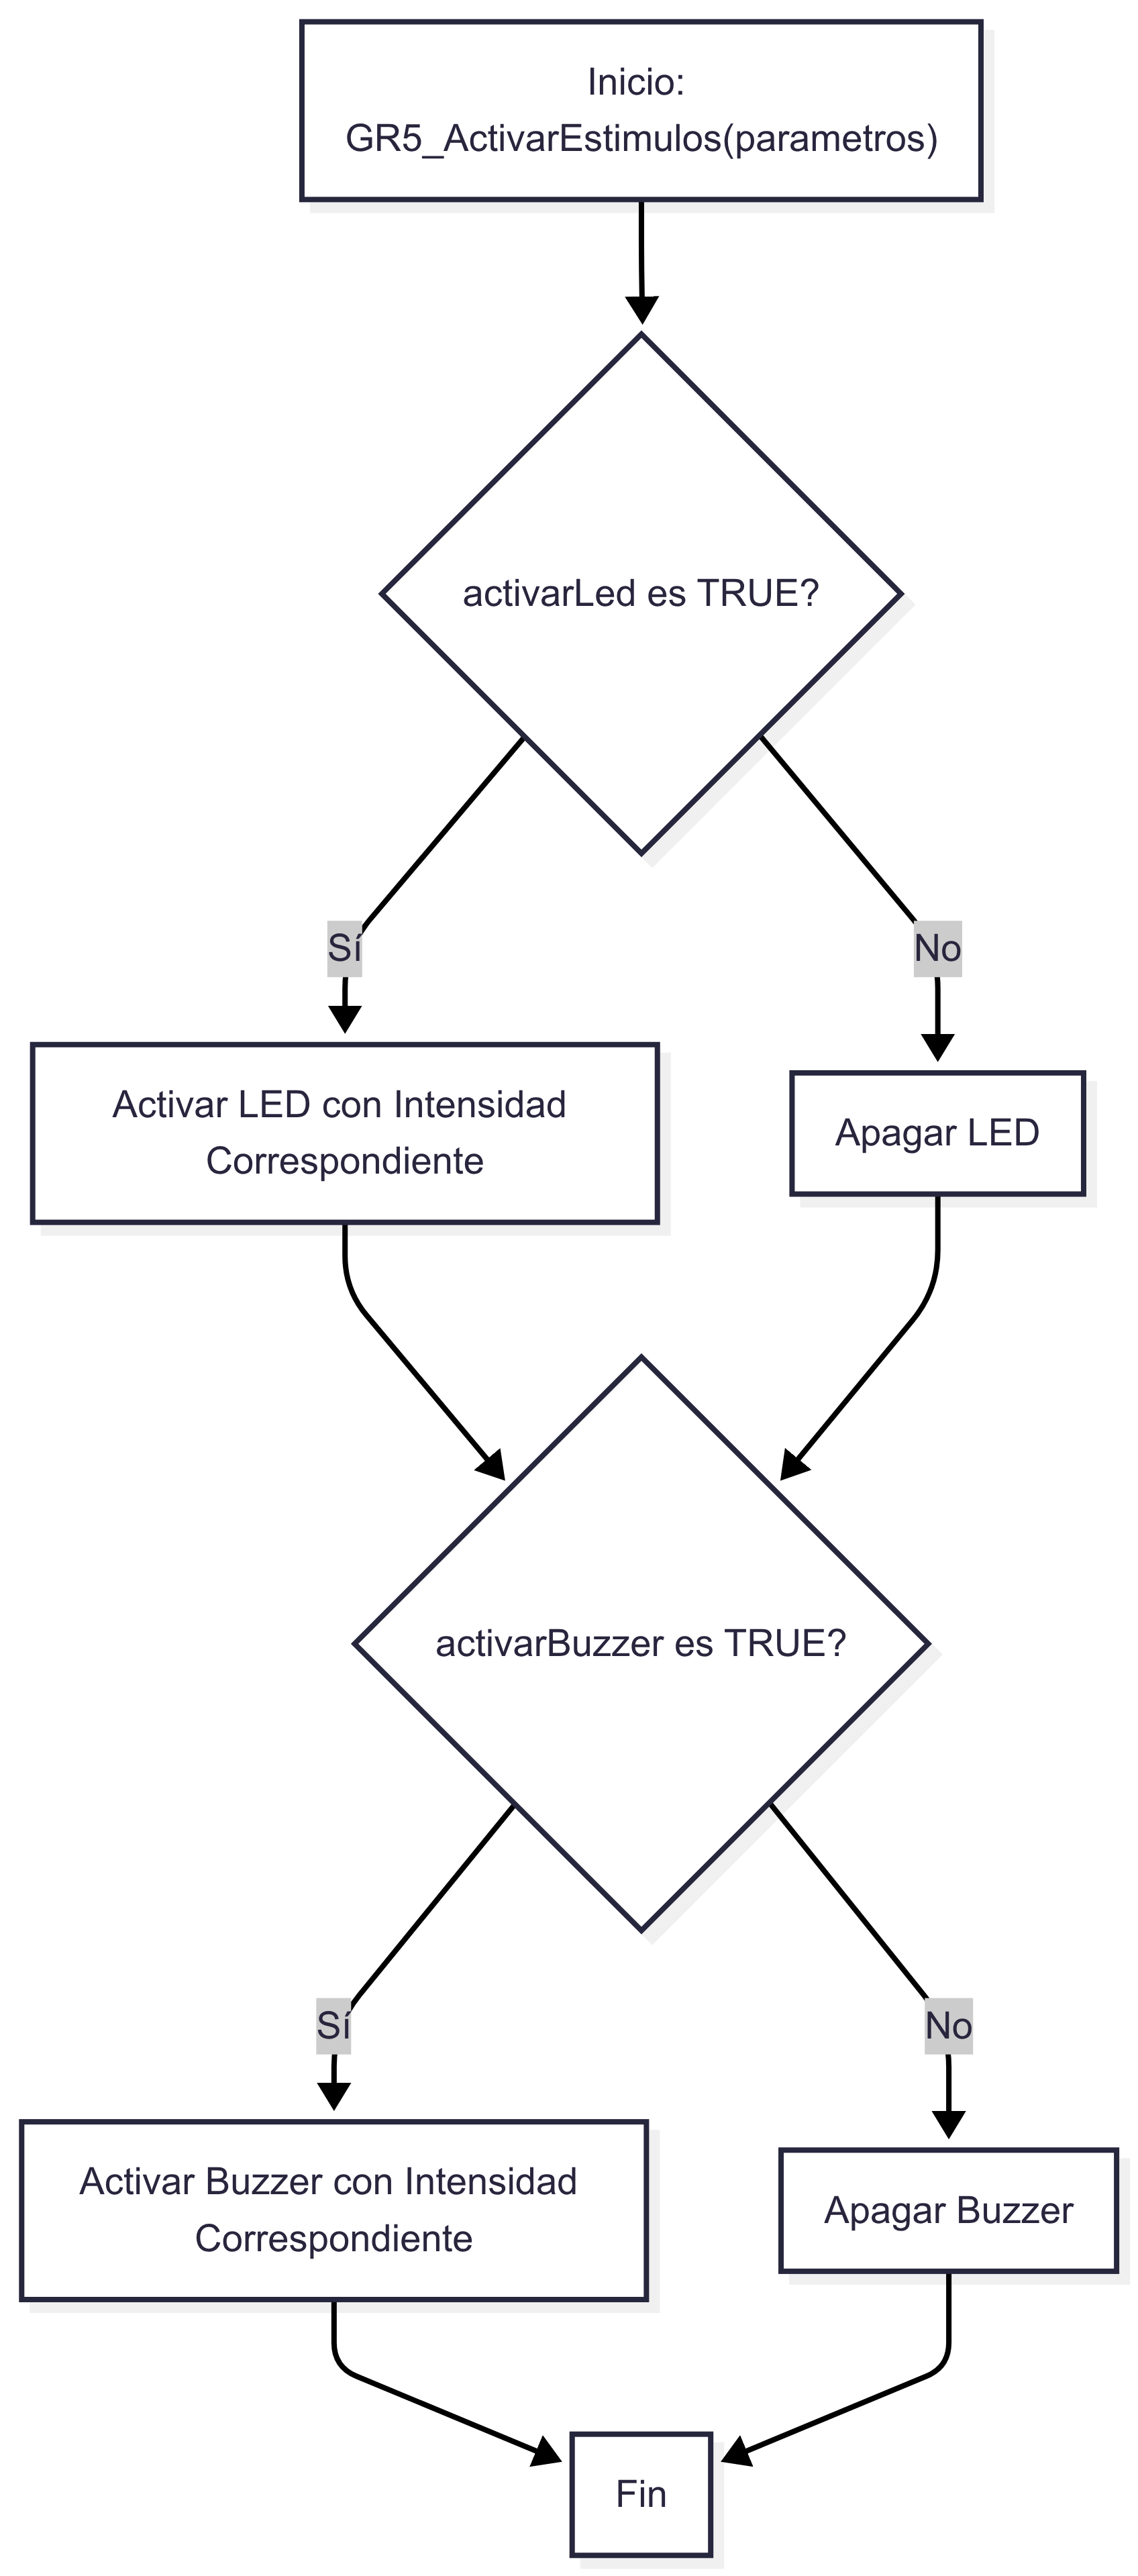 Inicio:
GR5_ActivarEstimulos(parametros)
activarLed es TRUE?
Sí
No
Activar LED con Intensidad
Correspondiente
Apagar LED
activarBuzzer es TRUE?
Sí
No
Activar Buzzer con Intensidad
Correspondiente
Apagar Buzzer
Fin